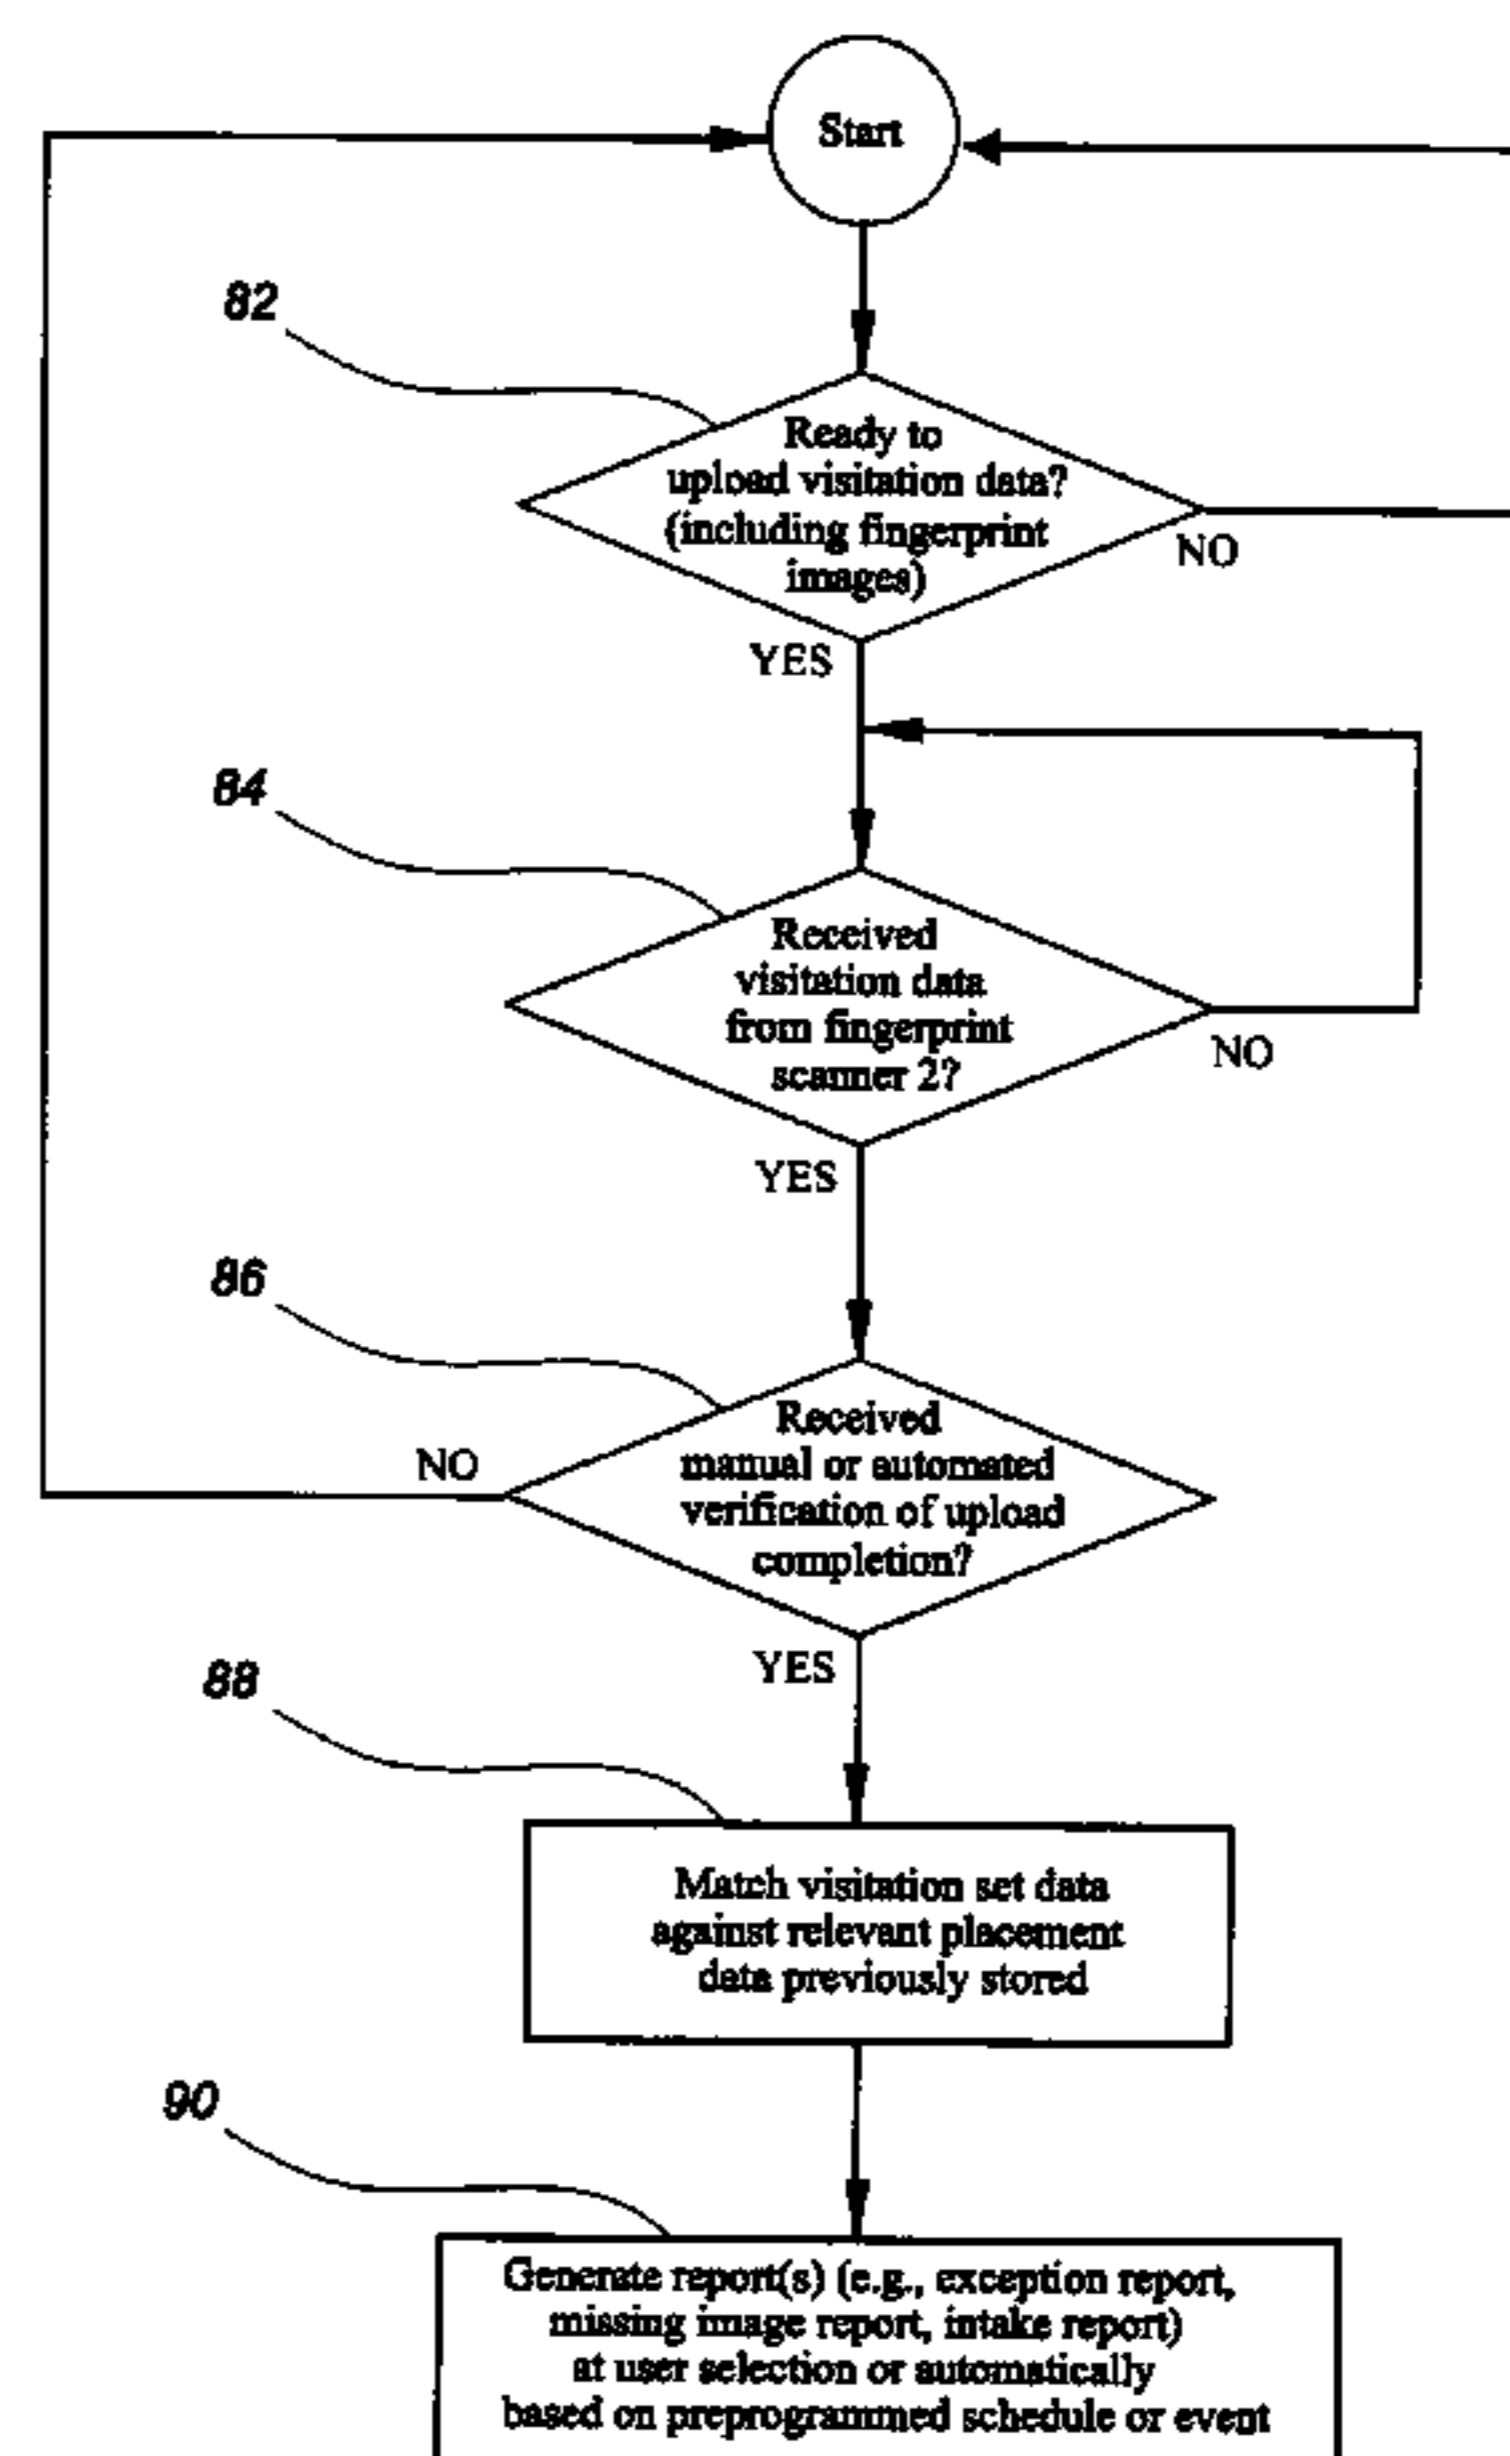 Start
82
Ready to
upload visitation data?
(including fingerprint
images)
NO
YES
84
Received
visitation data
from fingerprint
scanner 2?
NO
YES
86
Received
manual or automated
verification of upload
completion?
NO
YES
88
Match visitation set data
against relevant placement
data previously stored
90
Generate report(s) (e.g., exception report,
missing image report, intake report)
at user selection or automatically
based on preprogrammed schedule or event